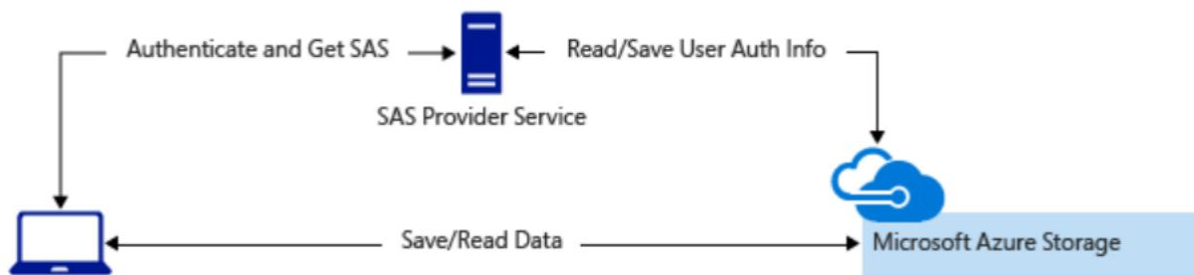 Authenticate and Get SAS
Read/Save User Auth Info
SAS Provider Service
Save/Read Data
Microsoft Azure Storage